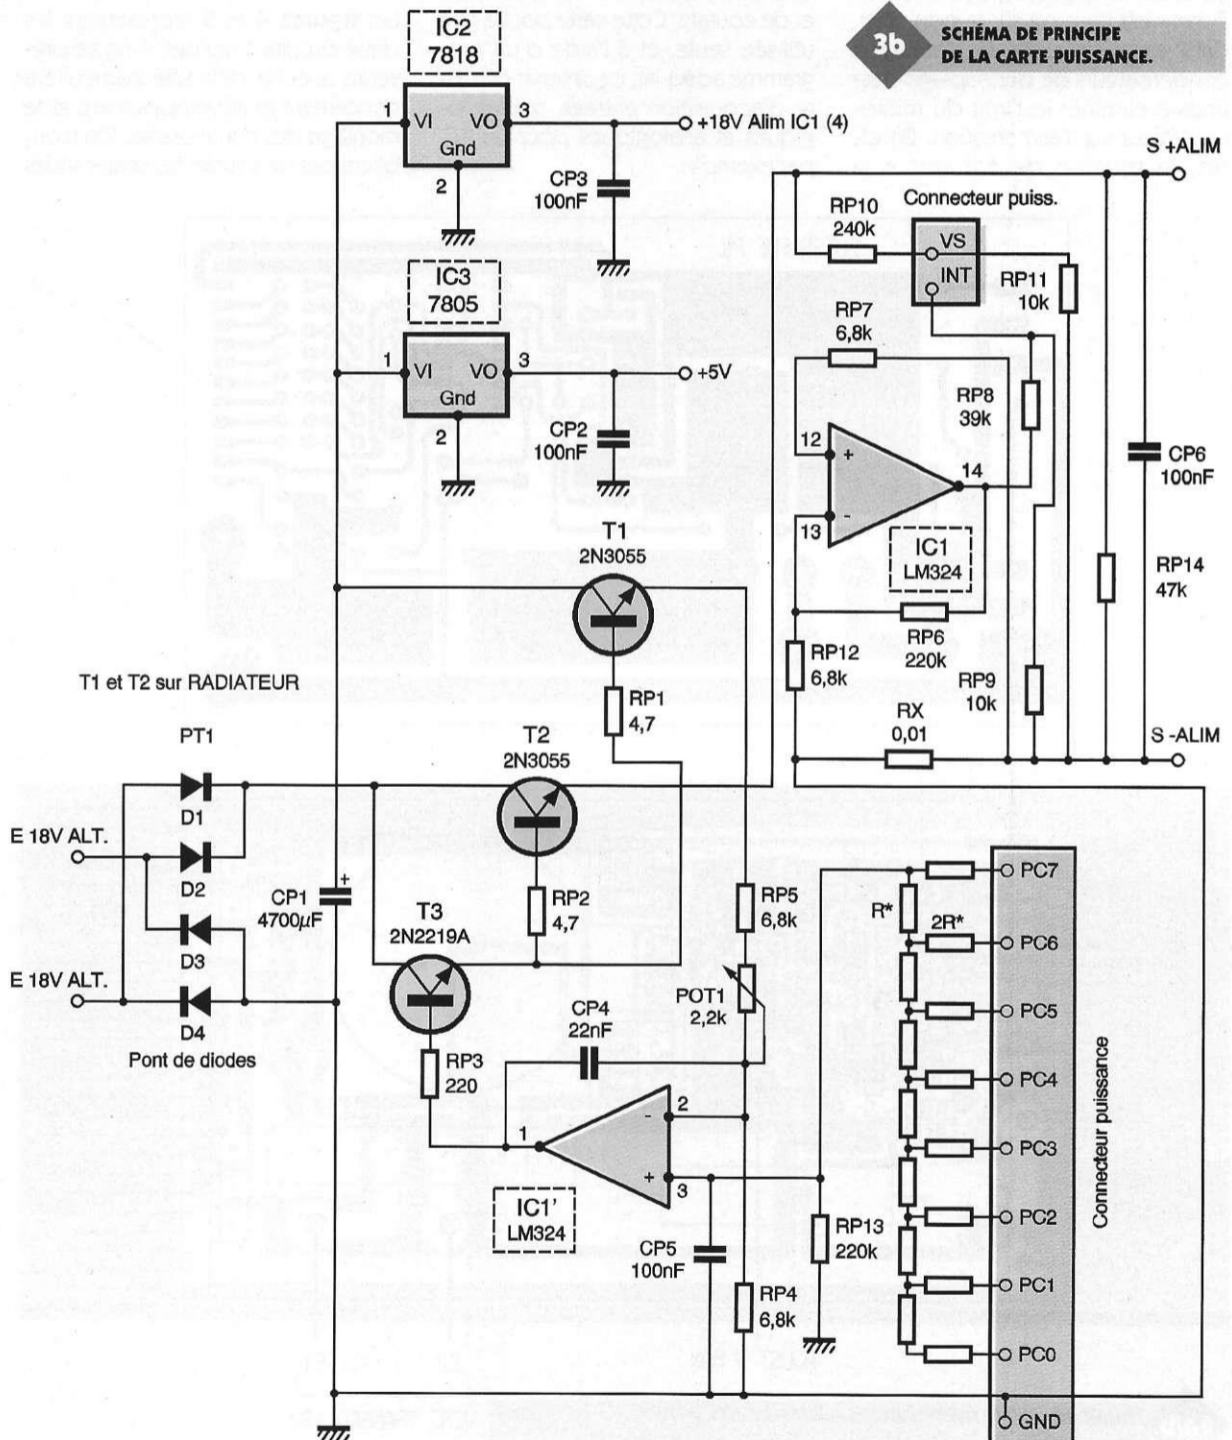 3b
SCHÉMA DE PRINCIPE
DE LA CARTE PUISSANCE.
IC2
7818
1
VI
VO
3
Gnd
2
+18V Alim IC1 (4)
CP3
100nF
IC3
7805
1
VI
VO
3
Gnd
2
+5V
CP2
100nF
S +ALIM
RP10
240k
Connecteur puiss.
VS
INT
RP11
10k
RP7
6,8k
RP8
39k
12
+
14
13
-
IC1
LM324
CP6
100nF
RP14
47k
RP6
220k
RP12
6,8k
RP9
10k
RX
0,01
S -ALIM
T1
2N3055
RP1
4,7
T1 et T2 sur RADIATEUR
PT1
T2
2N3055
D1
E 18V ALT.
D2
CP1
4700µF
+
RP2
4,7
T3
2N2219A
D3
E 18V ALT.
D4
Pont de diodes
RP5
6,8k
POT1
2,2k
CP4
22nF
RP3
220
1
2
-
+
3
IC1'
LM324
CP5
100nF
RP13
220k
RP4
6,8k
R*
2R*
PC7
PC6
PC5
PC4
PC3
PC2
PC1
PC0
GND
Connecteur puissance